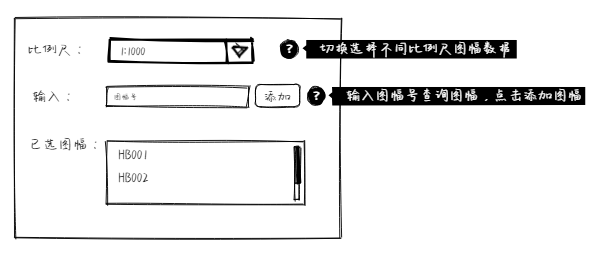 比例尺： 1:1000 ? 切换选择不同比例尺图幅数据
输入： 图幅号 添加 ? 输入图幅号查询图幅，点击添加图幅
已选图幅：
HB001
HB002